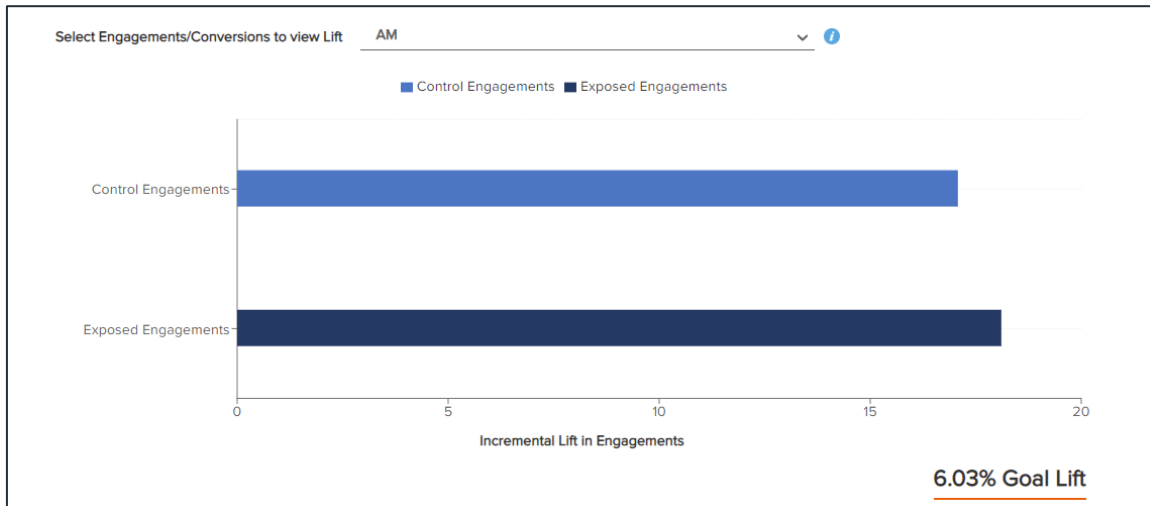 Select Engagements/Conversions to view Lift AM i
Control Engagements Exposed Engagements
Control Engagements
Exposed Engagements
0 5 10 15 20
Incremental Lift in Engagements
6.03% Goal Lift